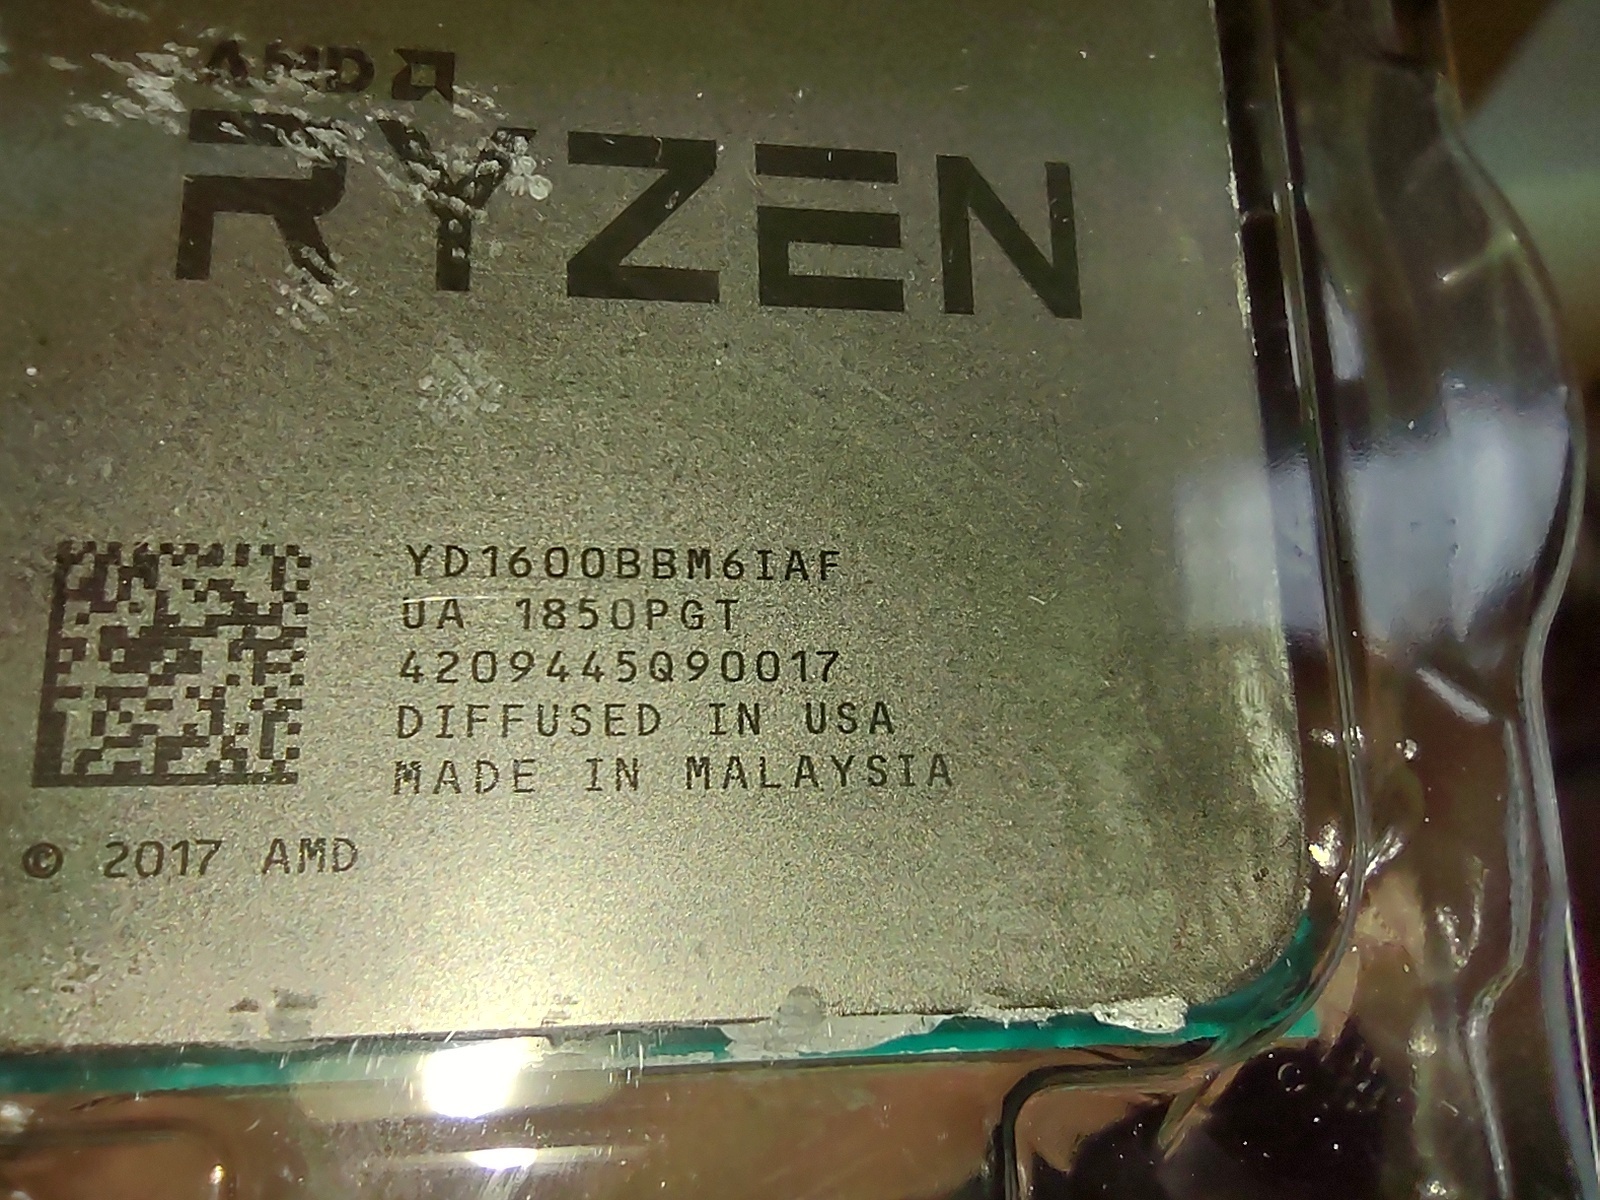 AMD
RYZEN
YD1600BBM6IAF
UA 1850PGT
4209445Q90017
DIFFUSED IN USA
MADE IN MALAYSIA
© 2017 AMD